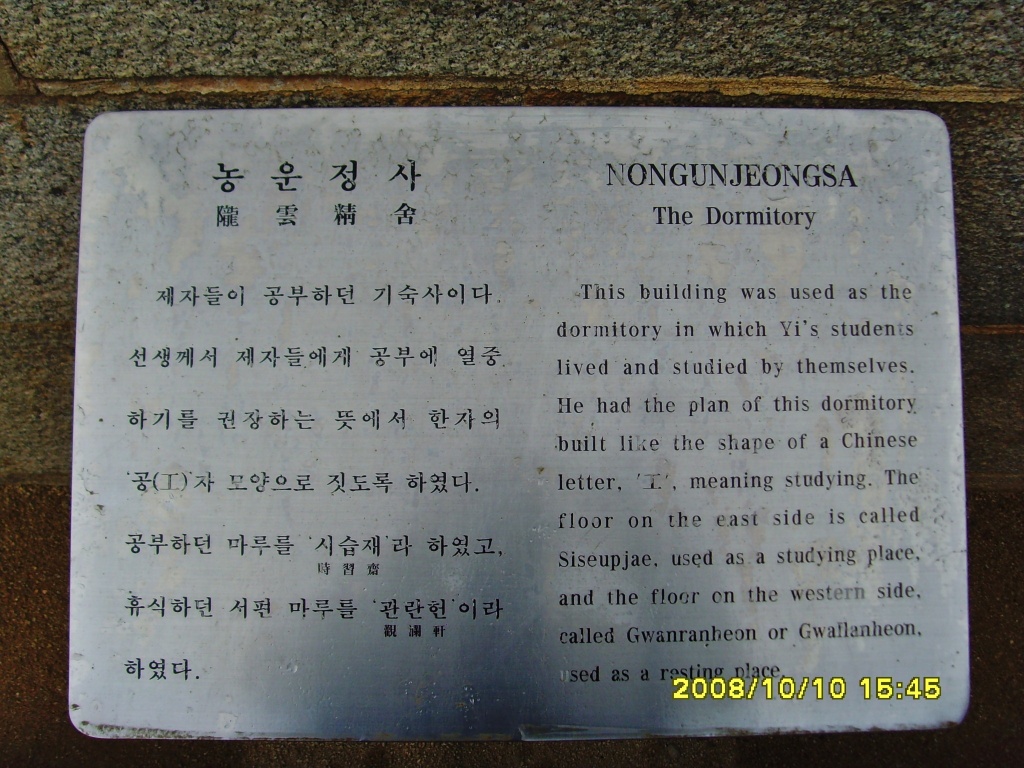 농운정사
隴雲精舍
제자들이 공부하던 기숙사이다.
선생께서 제자들에게 공부에 열중
하기를 권장하는 뜻에서 한자의
'공(工)'자 모양으로 짓도록 하였다.
공부하던 마루를 '시습재'라 하였고,
時習齋
휴식하던 서편 마루를 '관란헌'이라
觀瀾軒
하였다.
NONGUNJEONGSA
The Dormitory
This building was used as the
dormitory in which Yi's students
lived and studied by themselves.
He had the plan of this dormitory
built like the shape of a Chinese
letter, '工', meaning studying. The
floor on the east side is called
Siseupjae, used as a studying place,
and the floor on the western side,
called Gwanranheon or Gwallanheon,
used as a resting place.
2008/10/10 15:45